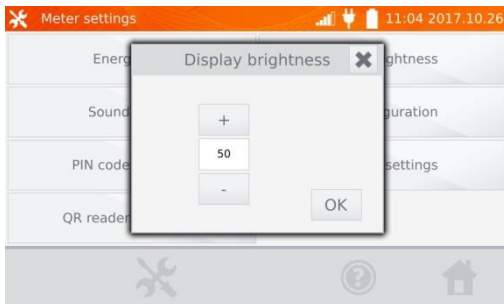 Meter settings
11:04 2017.10.26
Energ
Display brightness
ghtness
Sound
+
guration
PIN code
50
settings
-
QR reader
OK